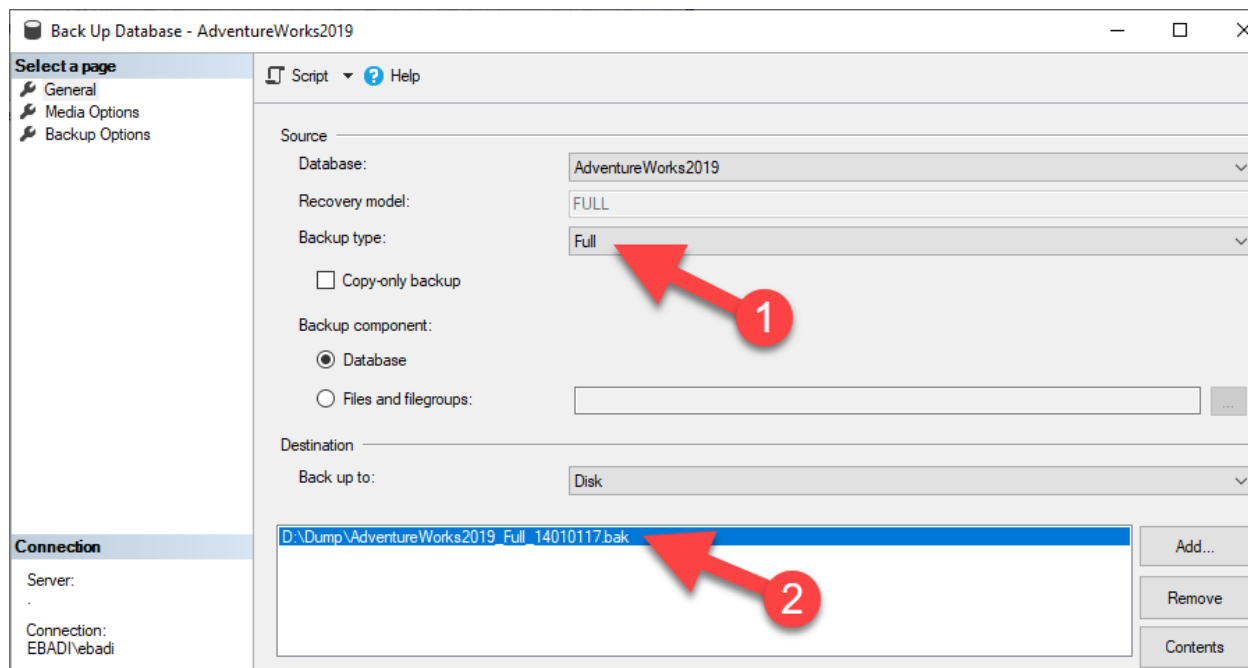 Back Up Database - AdventureWorks2019
Select a page
General
Media Options
Backup Options
Script
Help
Source
Database:
AdventureWorks2019
Recovery model:
FULL
Backup type:
Full
Copy-only backup
1
Backup component:
Database
Files and filegroups:
...
Destination
Back up to:
Disk
D:\Dump\AdventureWorks2019_Full_14010117.bak
2
Add...
Remove
Contents
Connection
Server:
.
Connection:
EBADI\ebadi